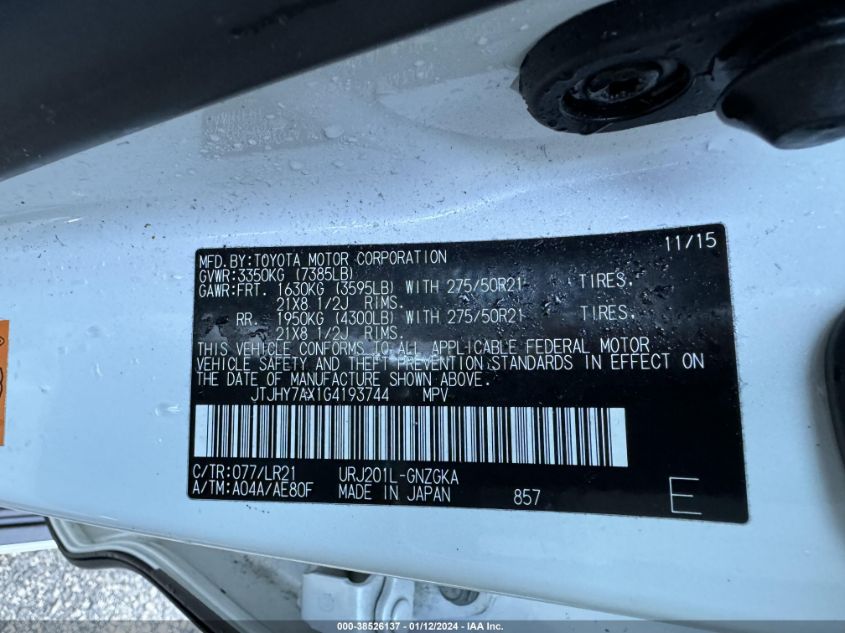 MFD.BY:TOYOTA MOTOR CORPORATION 11/15
GVWR:3350KG (7385LB)
GAWR:FRT. 1630KG (3595LB) WITH 275/50R21 TIRES,
21X8 1/2J RIMS.
RR. 1950KG (4300LB) WITH 275/50R21 TIRES,
21X8 1/2J RIMS.
THIS VEHICLE CONFORMS TO ALL APPLICABLE FEDERAL MOTOR
VEHICLE SAFETY AND THEFT PREVENTION STANDARDS IN EFFECT ON
THE DATE OF MANUFACTURE SHOWN ABOVE.
JTJHY7AX1G4193744 MPV
C/TR:077/LR21 URJ201L-GNZGKA
A/TM:A04A/AE80F MADE IN JAPAN 857 E
000-38526137 - 01/12/2024 - IAA Inc.